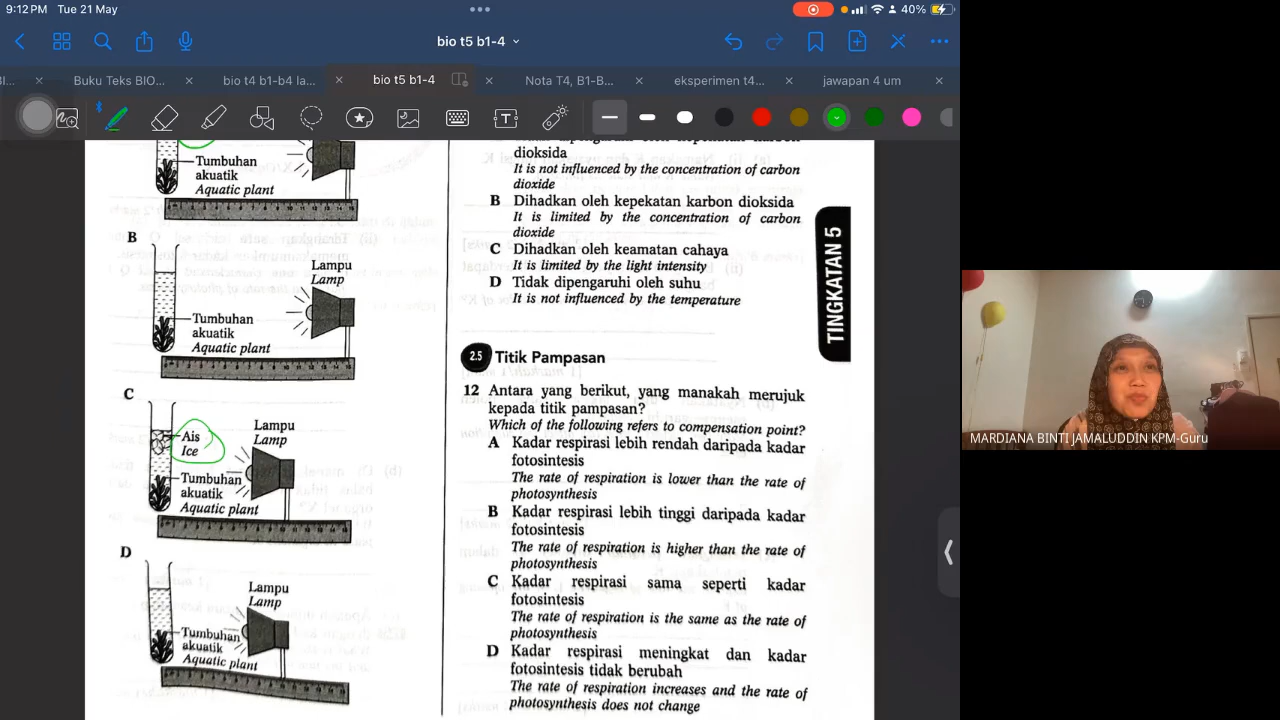 9:12 PM Tue 21 May
40%
bio t5 b1-4
Buku Teks BIO...
bio t4 b1-b4 la...
bio t5 b1-4
Nota T4, B1-B...
eksperimen t4...
jawapan 4 um
Tumbuhan
akuatik
Aquatic plant
B
Lampu
Lamp
Tumbuhan
akuatik
Aquatic plant
C
Ais
Ice
Lampu
Lamp
Tumbuhan
akuatik
Aquatic plant
D
Lampu
Lamp
Tumbuhan
akuatik
Aquatic plant
dioksida
It is not influenced by the concentration of carbon
dioxide
B Dihadkan oleh kepekatan karbon dioksida
It is limited by the concentration of carbon
dioxide
C Dihadkan oleh keamatan cahaya
It is limited by the light intensity
D Tidak dipengaruhi oleh suhu
It is not influenced by the temperature
2.5 Titik Pampasan
12 Antara yang berikut, yang manakah merujuk
kepada titik pampasan?
Which of the following refers to compensation point?
A Kadar respirasi lebih rendah daripada kadar
fotosintesis
The rate of respiration is lower than the rate of
photosynthesis
B Kadar respirasi lebih tinggi daripada kadar
fotosintesis
The rate of respiration is higher than the rate of
photosynthesis
C Kadar respirasi sama seperti kadar
fotosintesis
The rate of respiration is the same as the rate of
photosynthesis
D Kadar respirasi meningkat dan kadar
fotosintesis tidak berubah
The rate of respiration increases and the rate of
photosynthesis does not change
TINGKATAN 5
MARDIANA BINTI JAMALUDDIN KPM-Guru